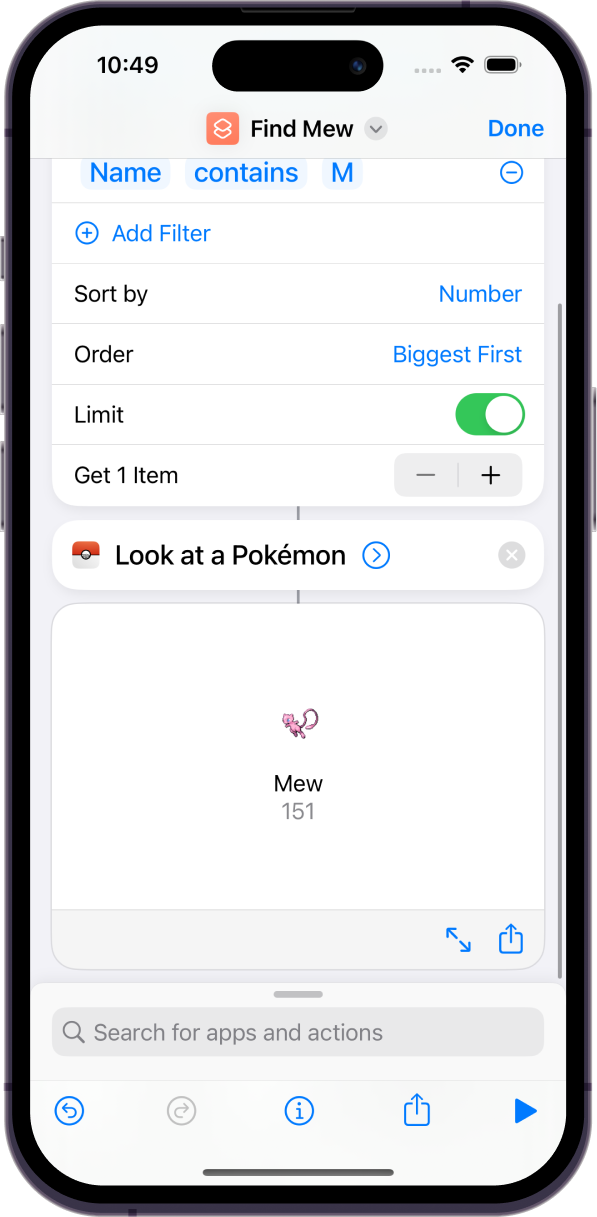 10:49
Find Mew
Done
Name contains M
Add Filter
Sort by Number
Order Biggest First
Limit
Get 1 Item
Look at a Pokémon
Mew
151
Search for apps and actions